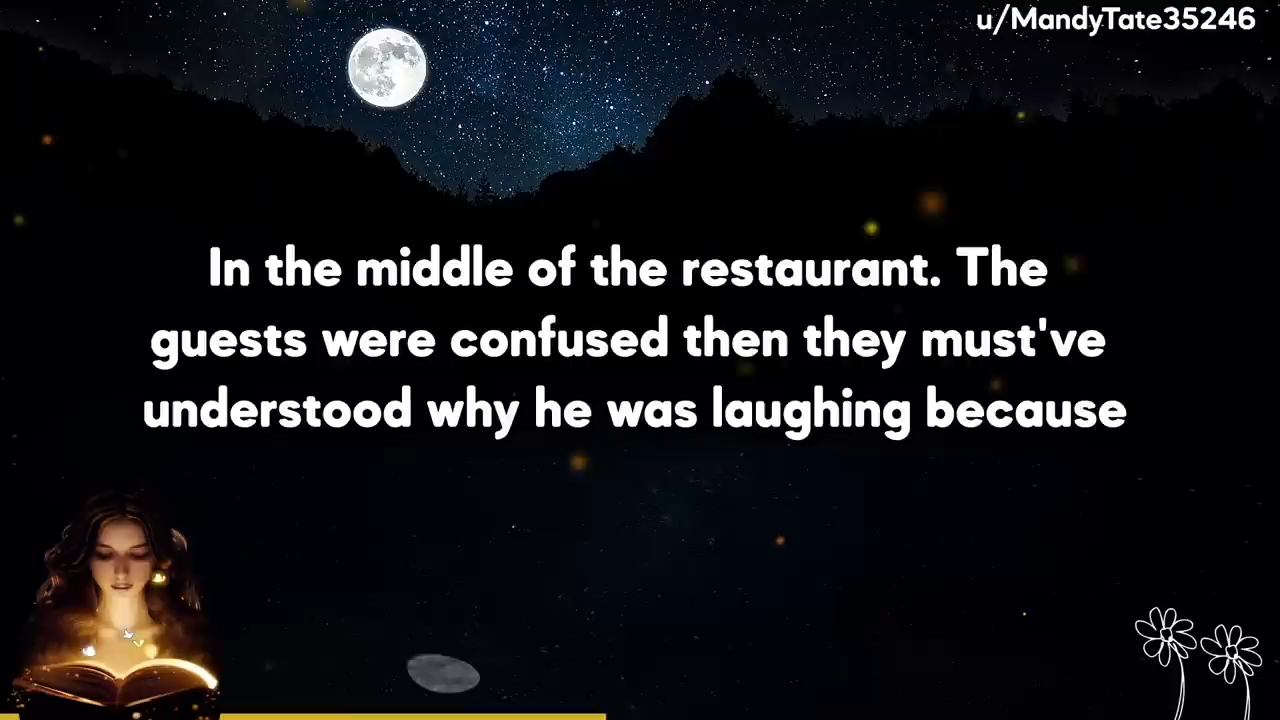 u/MandyTate35246
In the middle of the restaurant. The
guests were confused then they must've
understood why he was laughing because